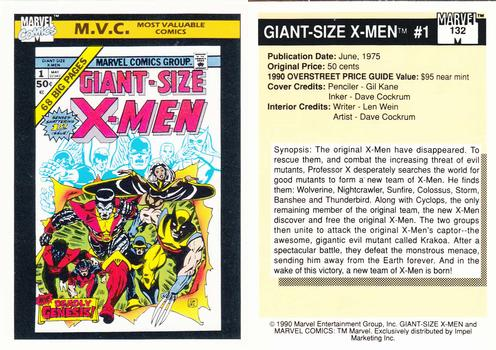 MARVEL
Comics
M.V.C. MOST VALUABLE
COMICS
MARVEL COMICS GROUP.
1
50¢
MAY
68 BIG PAGES
GIANT-SIZE
X-MEN
SENSES-
SHATTERING
1st
ISSUE!
DEADLY
GENESIS!
GIANT-SIZE X-MEN™ #1
MARVEL
132
Publication Date: June, 1975
Original Price: 50 cents
1990 OVERSTREET PRICE GUIDE Value: $95 near mint
Cover Credits: Penciler - Gil Kane
Inker - Dave Cockrum
Interior Credits: Writer - Len Wein
Artist - Dave Cockrum
Synopsis: The original X-Men have disappeared. To
rescue them, and combat the increasing threat of evil
mutants, Professor X desperately searches the world for
good mutants to form a new team of X-Men. He finds
them: Wolverine, Nightcrawler, Sunfire, Colossus, Storm,
Banshee and Thunderbird. Along with Cyclops, the only
remaining member of the original team, the new X-Men
discover and free the original X-Men. The two groups
then unite to attack the original X-Men's captor--the
awesome, gigantic evil mutant called Krakoa. After a
spectacular battle, they defeat the monstrous menace,
sending him away from the Earth forever. And in the
wake of this victory, a new team of X-Men is born!
© 1990 Marvel Entertainment Group, Inc. GIANT-SIZE X-MEN and
MARVEL COMICS: TM Marvel. Exclusively distributed by Impel
Marketing Inc.